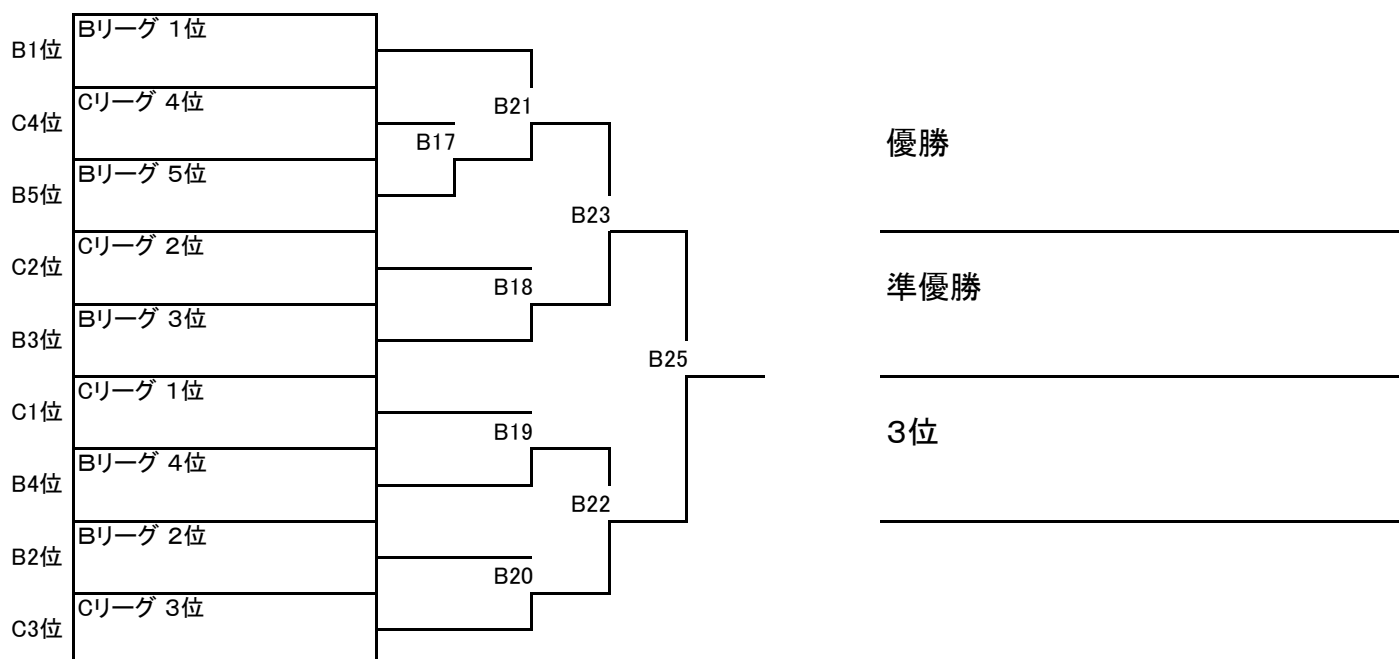 Bリーグ 1位
B1位
Cリーグ 4位
C4位
B21
B17
優勝
Bリーグ 5位
B5位
B23
Cリーグ 2位
C2位
B18
準優勝
Bリーグ 3位
B3位
B25
Cリーグ 1位
C1位
B19
3位
Bリーグ 4位
B4位
B22
Bリーグ 2位
B2位
B20
Cリーグ 3位
C3位